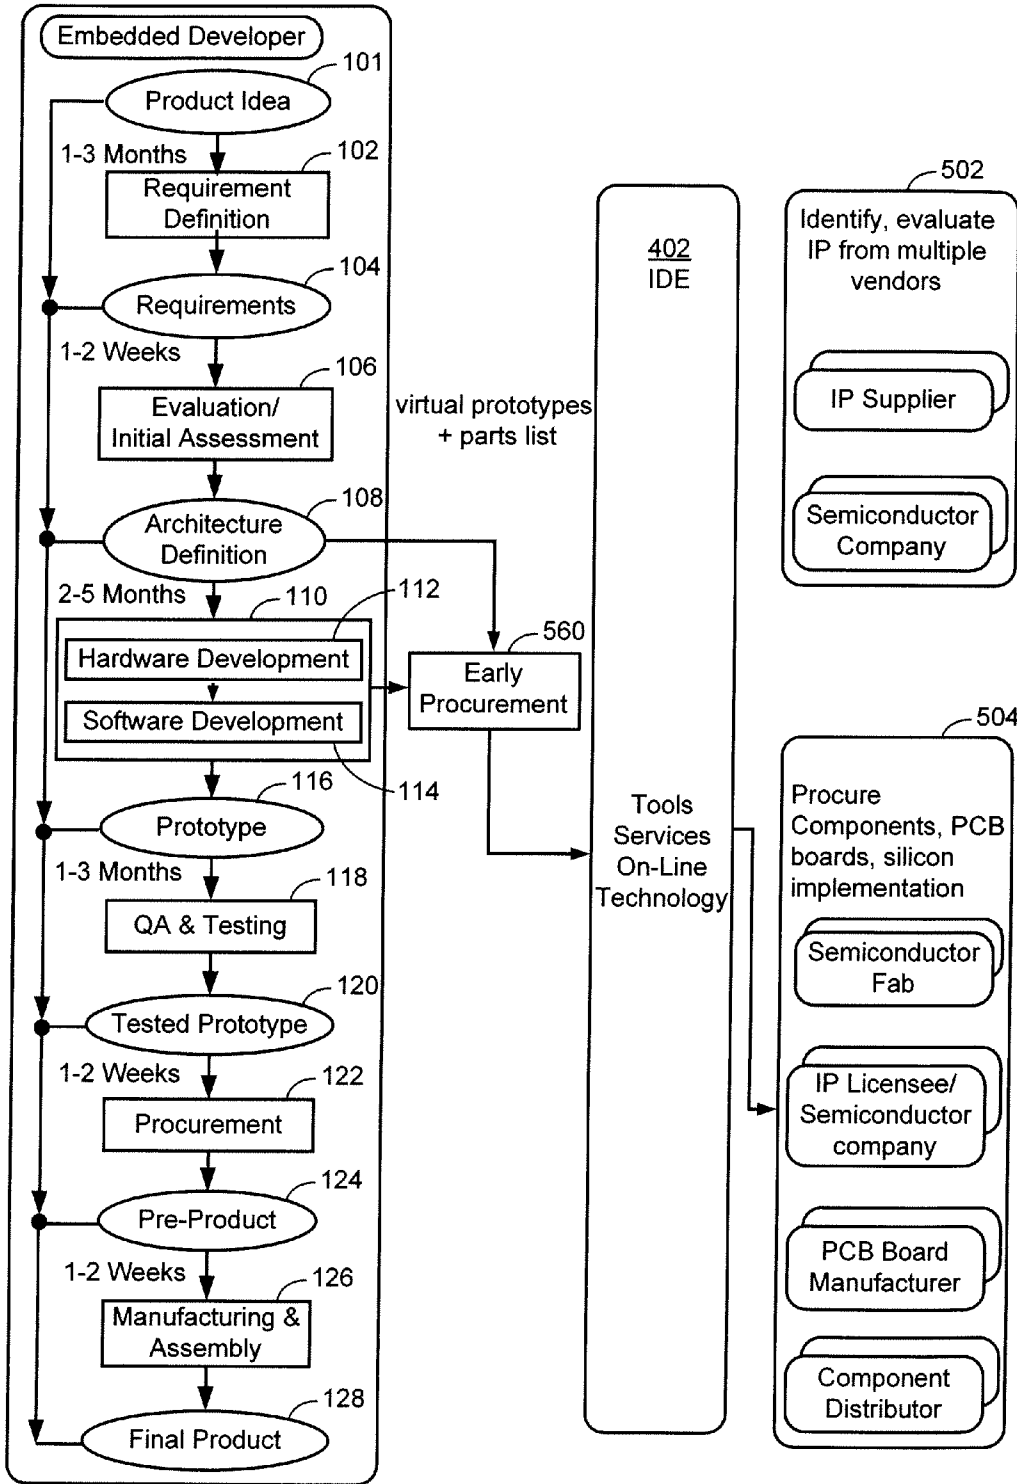 Embedded Developer
101
Product Idea
1-3 Months
102
Requirement
Definition
104
Requirements
1-2 Weeks
106
Evaluation/
Initial Assessment
108
Architecture
Definition
2-5 Months
110
112
Hardware Development
Software Development
114
116
Prototype
1-3 Months
118
QA & Testing
120
Tested Prototype
1-2 Weeks
122
Procurement
124
Pre-Product
1-2 Weeks
126
Manufacturing &
Assembly
128
Final Product
virtual prototypes
+ parts list
560
Early
Procurement
402
IDE
Tools
Services
On-Line
Technology
502
Identify, evaluate
IP from multiple
vendors
IP Supplier
Semiconductor
Company
504
Procure
Components, PCB
boards, silicon
implementation
Semiconductor
Fab
IP Licensee/
Semiconductor
company
PCB Board
Manufacturer
Component
Distributor